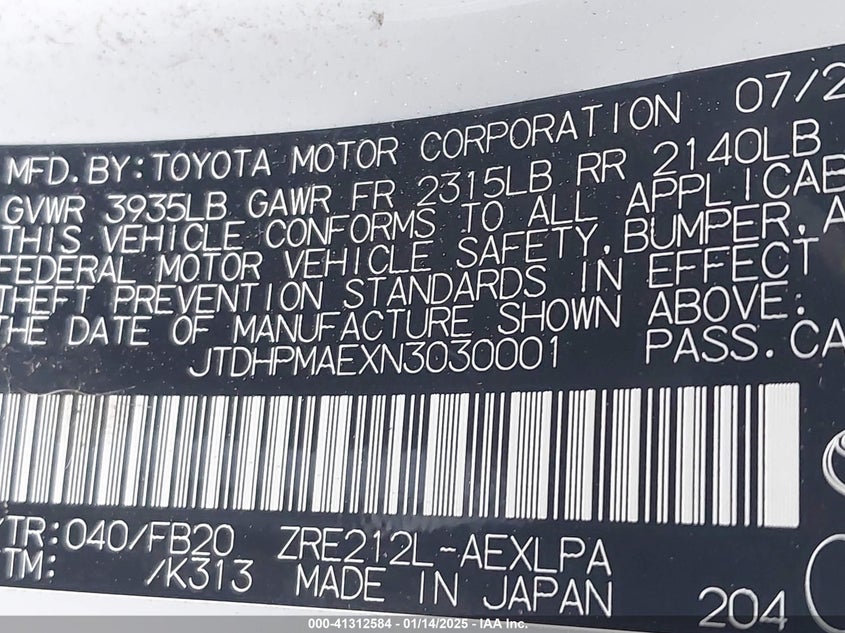 MFD. BY: TOYOTA MOTOR CORPORATION 07/2
GVWR 3935LB GAWR FR 2315LB RR 2140LB
THIS VEHICLE CONFORMS TO ALL APPLICAB
FEDERAL MOTOR VEHICLE SAFETY, BUMPER, A
THEFT PREVENTION STANDARDS IN EFFECT
THE DATE OF MANUFACTURE SHOWN ABOVE:
JTDHPMAEXN3030001 PASS. CA
/TR: 040/FB20 ZRE212L-AEXLPA
TM: /K313 MADE IN JAPAN 204
000-41312584 - 01/14/2025 - IAA Inc.